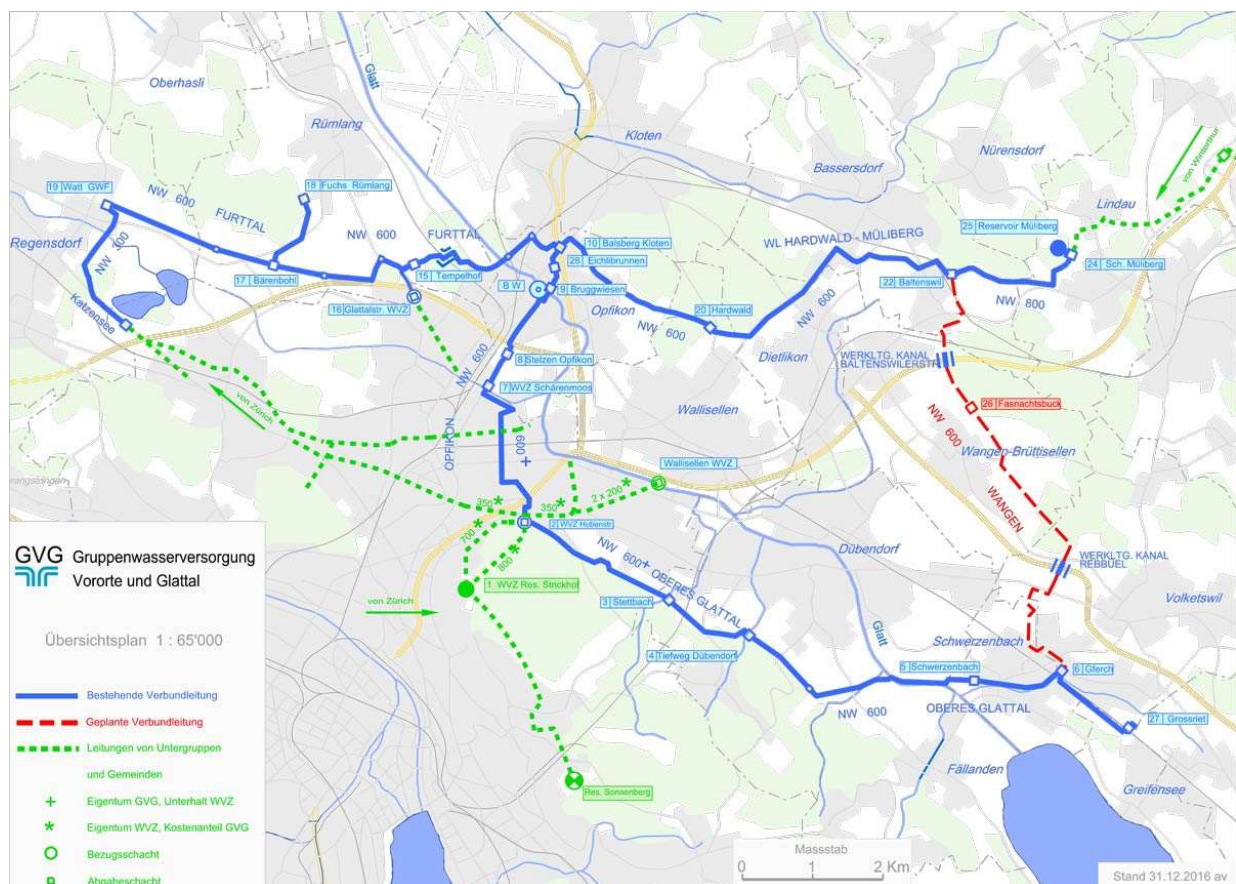 Oberhasli
Rümlang
Glatt
Kloten
Bassersdorf
Nürensdorf
von Winterthur
Lindau
19 Watt GWF
NW 600
FURTTAL
18 Fuchs Rümlang
Regensdorf
NW 500
NW 600
FURTTAL
10 Balsberg Kloten
28 Eichlibrunnen
WL HARDWALD - MÜLIBERG
25 Reservoir Müliberg
24 Sch. Müliberg
17 Bärenbohl
15 Tempelhof
B W
9 Bruggwiesen
22 Baltenswil
NW 800
16 Glattalstr. WVZ
Katzensee
Opfikon
NW 600
20 Hardwald
NW 600
Dietlikon
8 Stelzen Opfikon
NW 600
7 WVZ Schärenmoos
WERKLTG. KANAL
BALTENSWILERSTR.
26 Fasnachtsbuck
von Zürich
OPFIKON
600
Wallisellen
NW 600
Wangen-Brüttisellen
Wallisellen WVZ
WANGEN
350
350
2 x 200
2 WVZ Hubenstr.
700
800
Dübendorf
WERKLTG. KANAL
REBBÜEL
GVG Gruppenwasserversorgung
Vororte und Glattal
NW 600
OBERES GLATTAL
1 WVZ Res. Strickhof
von Zürich
3 Stettbach
Volketswil
Übersichtsplan 1 : 65'000
Glatt
Schwerzenbach
4 Tiefweg Dübendorf
5 Schwerzenbach
6 Gferch
NW 600
OBERES GLATTAL
27 Grossriet
Bestehende Verbundleitung
Geplante Verbundleitung
Leitungen von Untergruppen
und Gemeinden
Fällanden
Greifensee
Res. Sonnenberg
Eigentum GVG, Unterhalt WVZ
Eigentum WVZ, Kostenanteil GVG
Bezugsschacht
Abgabeschacht
Massstab
0 1 2 Km
Stand 31.12.2016 av